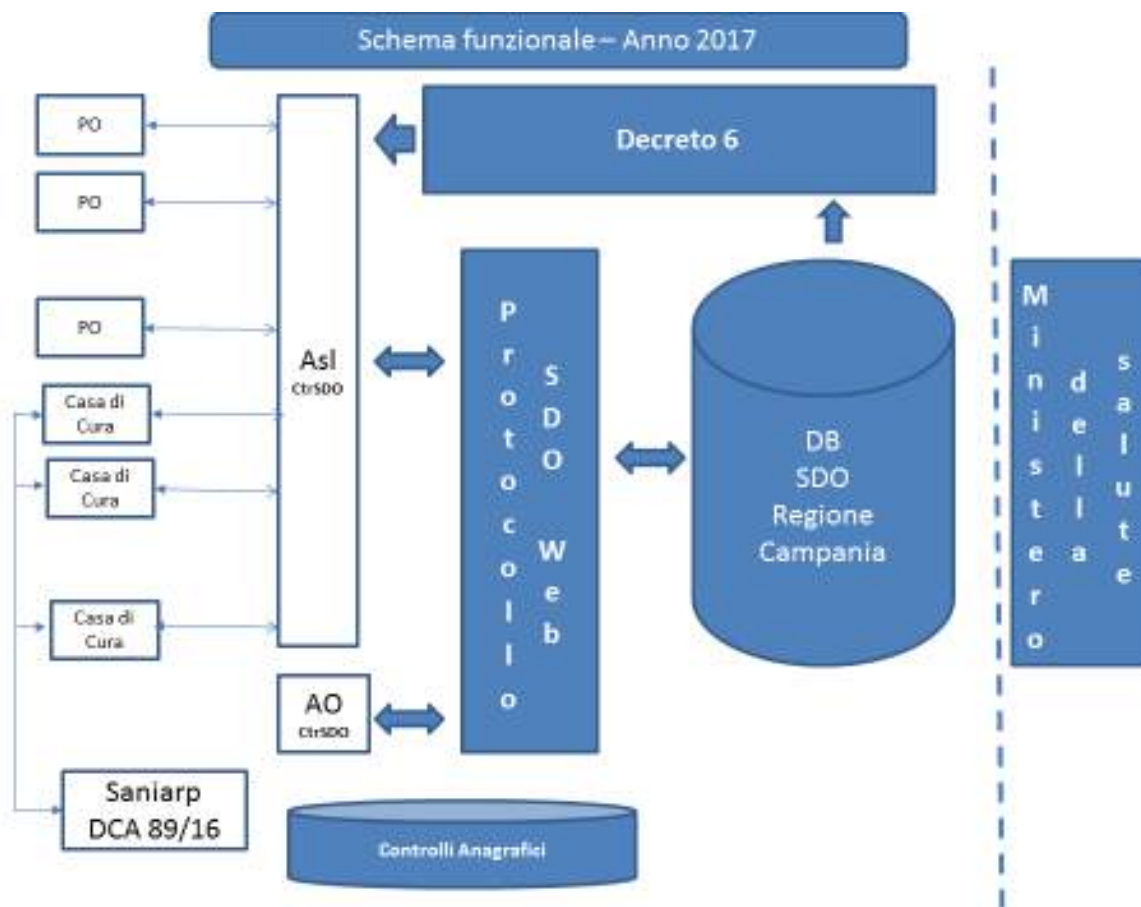 Schema funzionale – Anno 2017
PO
PO
PO
Casa di
Cura
Casa di
Cura
Casa di
Cura
Saniarp
DCA 89/16
Asl
CtrSDO
AO
CtrSDO
Decreto 6
Protocollo
SDO Web
DB
SDO
Regione
Campania
Controlli Anagrafici
Ministero
della
salute